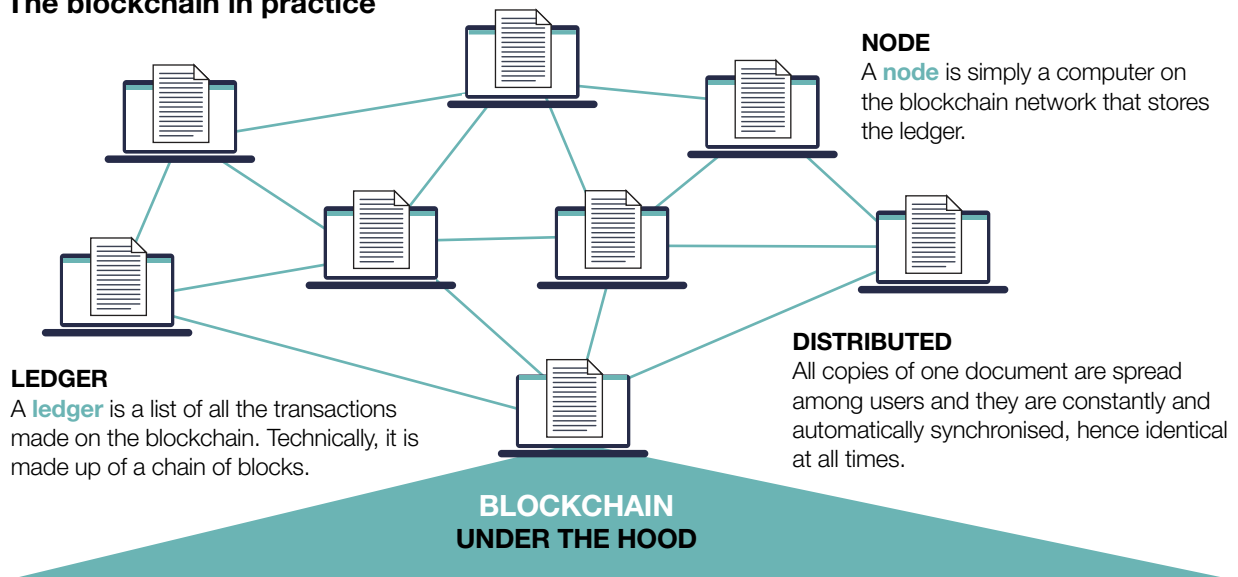 The blockchain in practice
NODE
A node is simply a computer on
the blockchain network that stores
the ledger.
DISTRIBUTED
All copies of one document are spread
among users and they are constantly and
automatically synchronised, hence identical
at all times.
LEDGER
A ledger is a list of all the transactions
made on the blockchain. Technically, it is
made up of a chain of blocks.
BLOCKCHAIN
UNDER THE HOOD